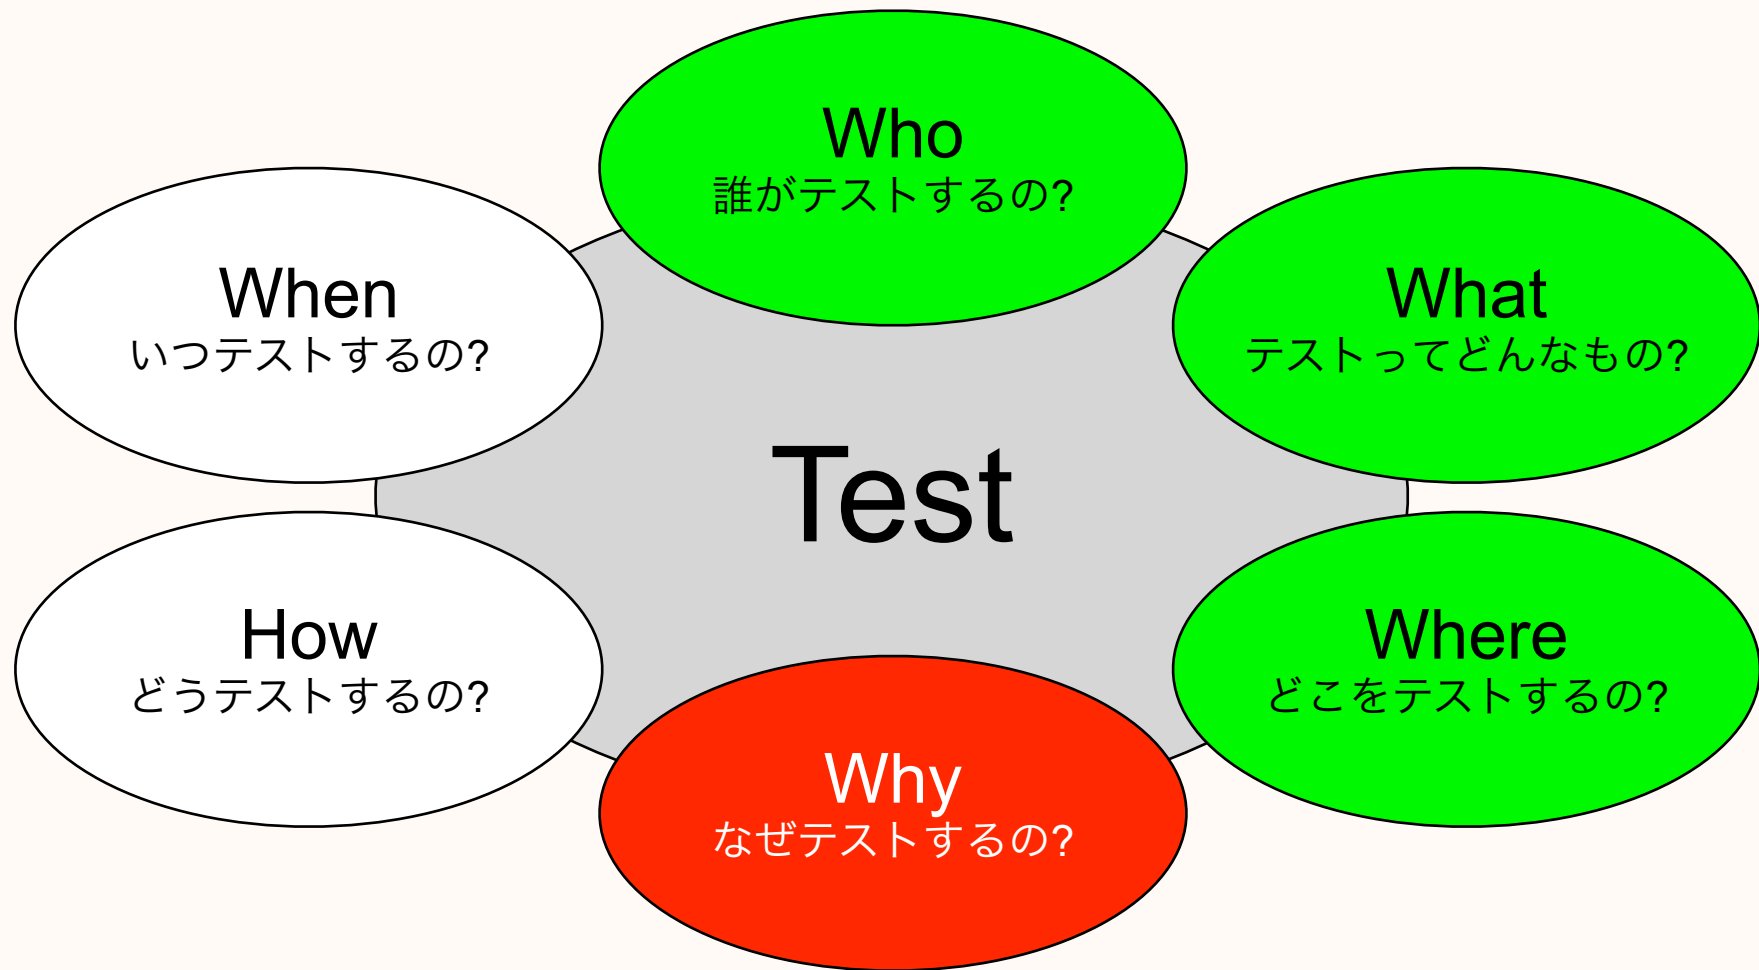 Who
誰がテストするの?
When
いつテストするの?
What
テストってどんなもの?
Test
How
どうテストするの?
Where
どこをテストするの?
Why
なぜテストするの?